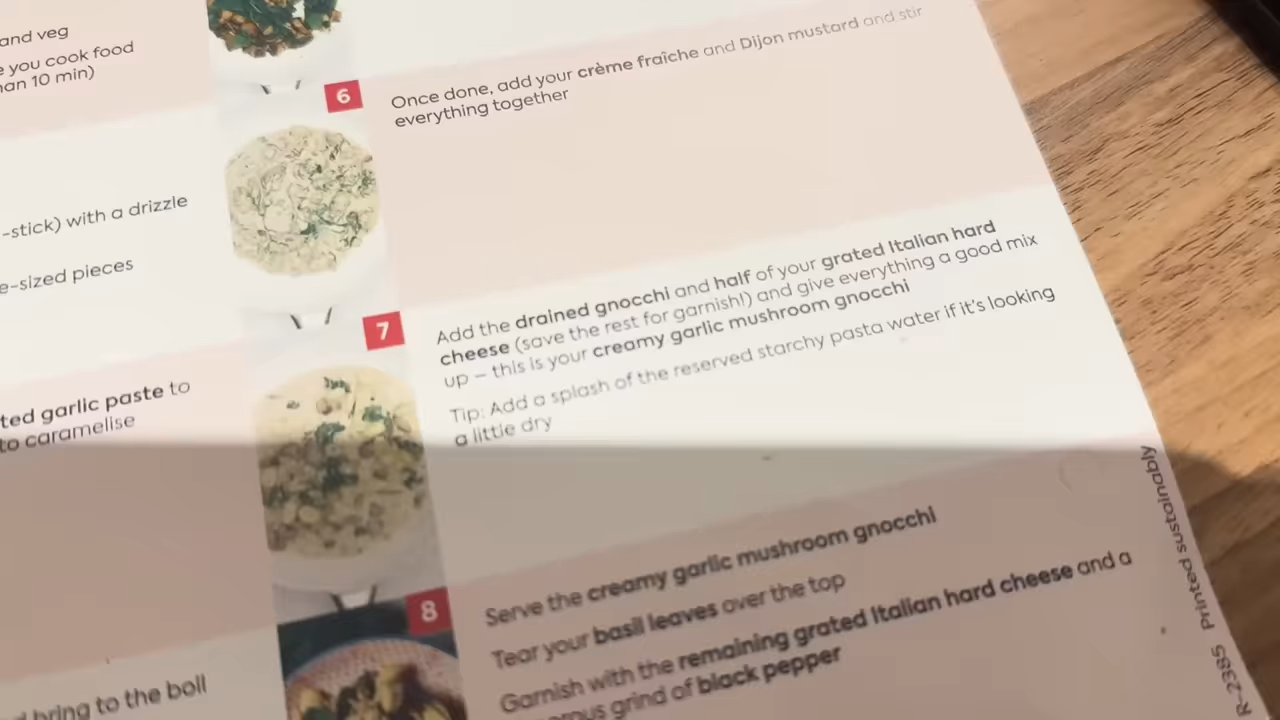 and veg
you cook food
10 min)
-stick) with a drizzle
-sized pieces
garlic paste to
to caramelise
bring to the boil
6
Once done, add your crème fraîche and Dijon mustard and stir
everything together
7
Add the drained gnocchi and half of your grated Italian hard
cheese (save the rest for garnish!) and give everything a good mix
up – this is your creamy garlic mushroom gnocchi
Tip: Add a splash of the reserved starchy pasta water if it's looking
a little dry
8
Serve the creamy garlic mushroom gnocchi
Tear your basil leaves over the top
Garnish with the remaining grated Italian hard cheese and a
grind of black pepper
R-2385 Printed sustainably